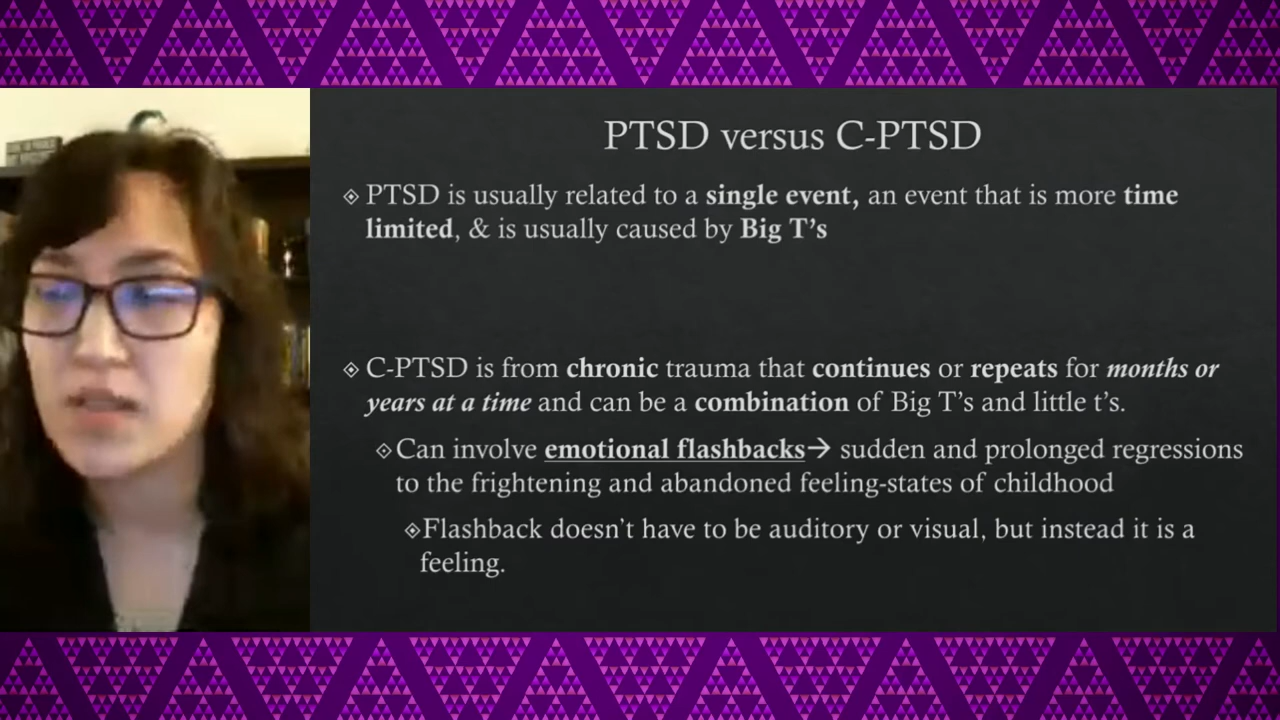 PTSD versus C-PTSD
PTSD is usually related to a single event, an event that is more time
limited, & is usually caused by Big T’s
C-PTSD is from chronic trauma that continues or repeats for months or
years at a time and can be a combination of Big T’s and little t’s.
Can involve emotional flashbacks→ sudden and prolonged regressions
to the frightening and abandoned feeling-states of childhood
Flashback doesn’t have to be auditory or visual, but instead it is a
feeling.